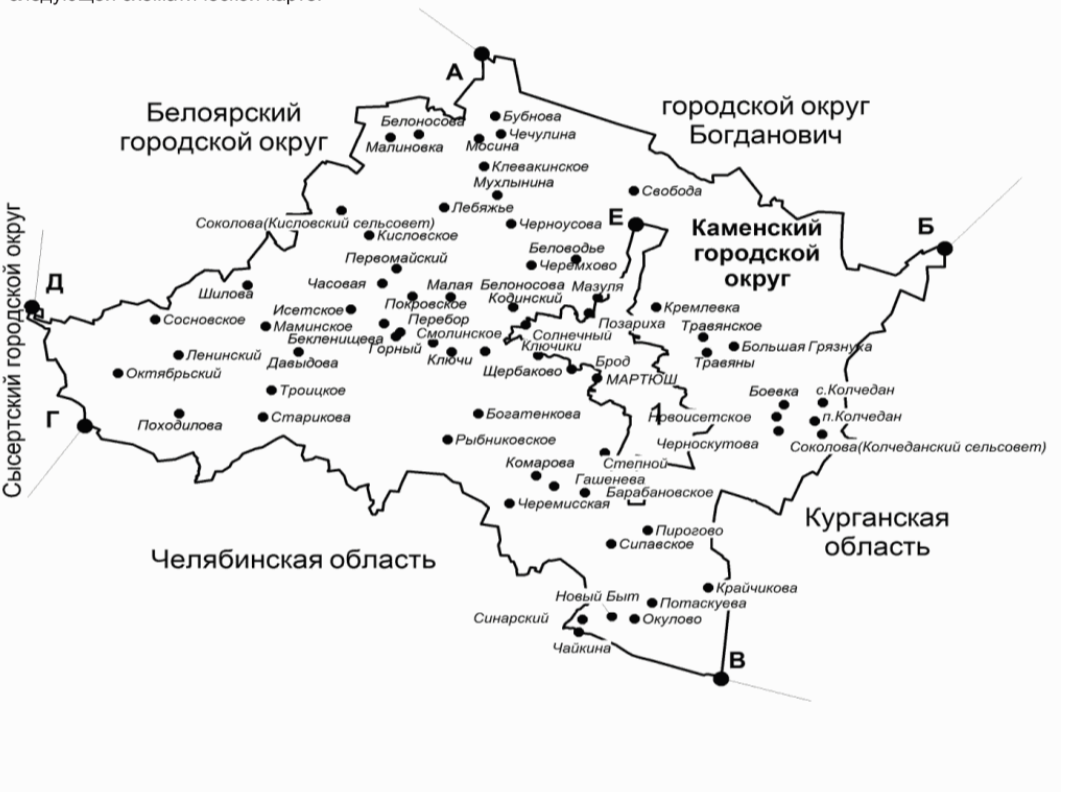 А
Белоярский
городской округ
городской округ
Богданович
Белоносова
Бубнова
Чечулина
Малиновка
Мосина
Клевакинское
Мухлынина
Свобода
Лебяжье
Соколова(Кисловский сельсовет)
Черноусова
Е
Каменский
городской
округ
Б
Кисловское
Беловодье
Первомайский
Черемхово
Сысертский городской округ
Д
Шилова
Часовая
Малая Белоносова
Мазуля
Покровское
Кодинский
Кремлевка
Исетское
Сосновское
Маминское
Перебор
Позариха
Травянское
Бекленищева
Смолинское
Солнечный
Горный
Ключики
Большая Грязнуха
Ленинский
Давыдова
Ключи
Травяны
Октябрьский
Щербаково
Брод
МАРТЮШ
Троицкое
Боевка
с.Колчедан
Г
Походилова
Старикова
Богатенкова
1
Новоисетское
п.Колчедан
Рыбниковское
Черноскутова
Соколова(Колчеданский сельсовет)
Комарова
Степной
Гашенева
Барабановское
Черемисская
Курганская
область
Пирогово
Сипавское
Челябинская область
Крайчикова
Новый Быт
Потаскуева
Синарский
Окулово
Чайкина
В